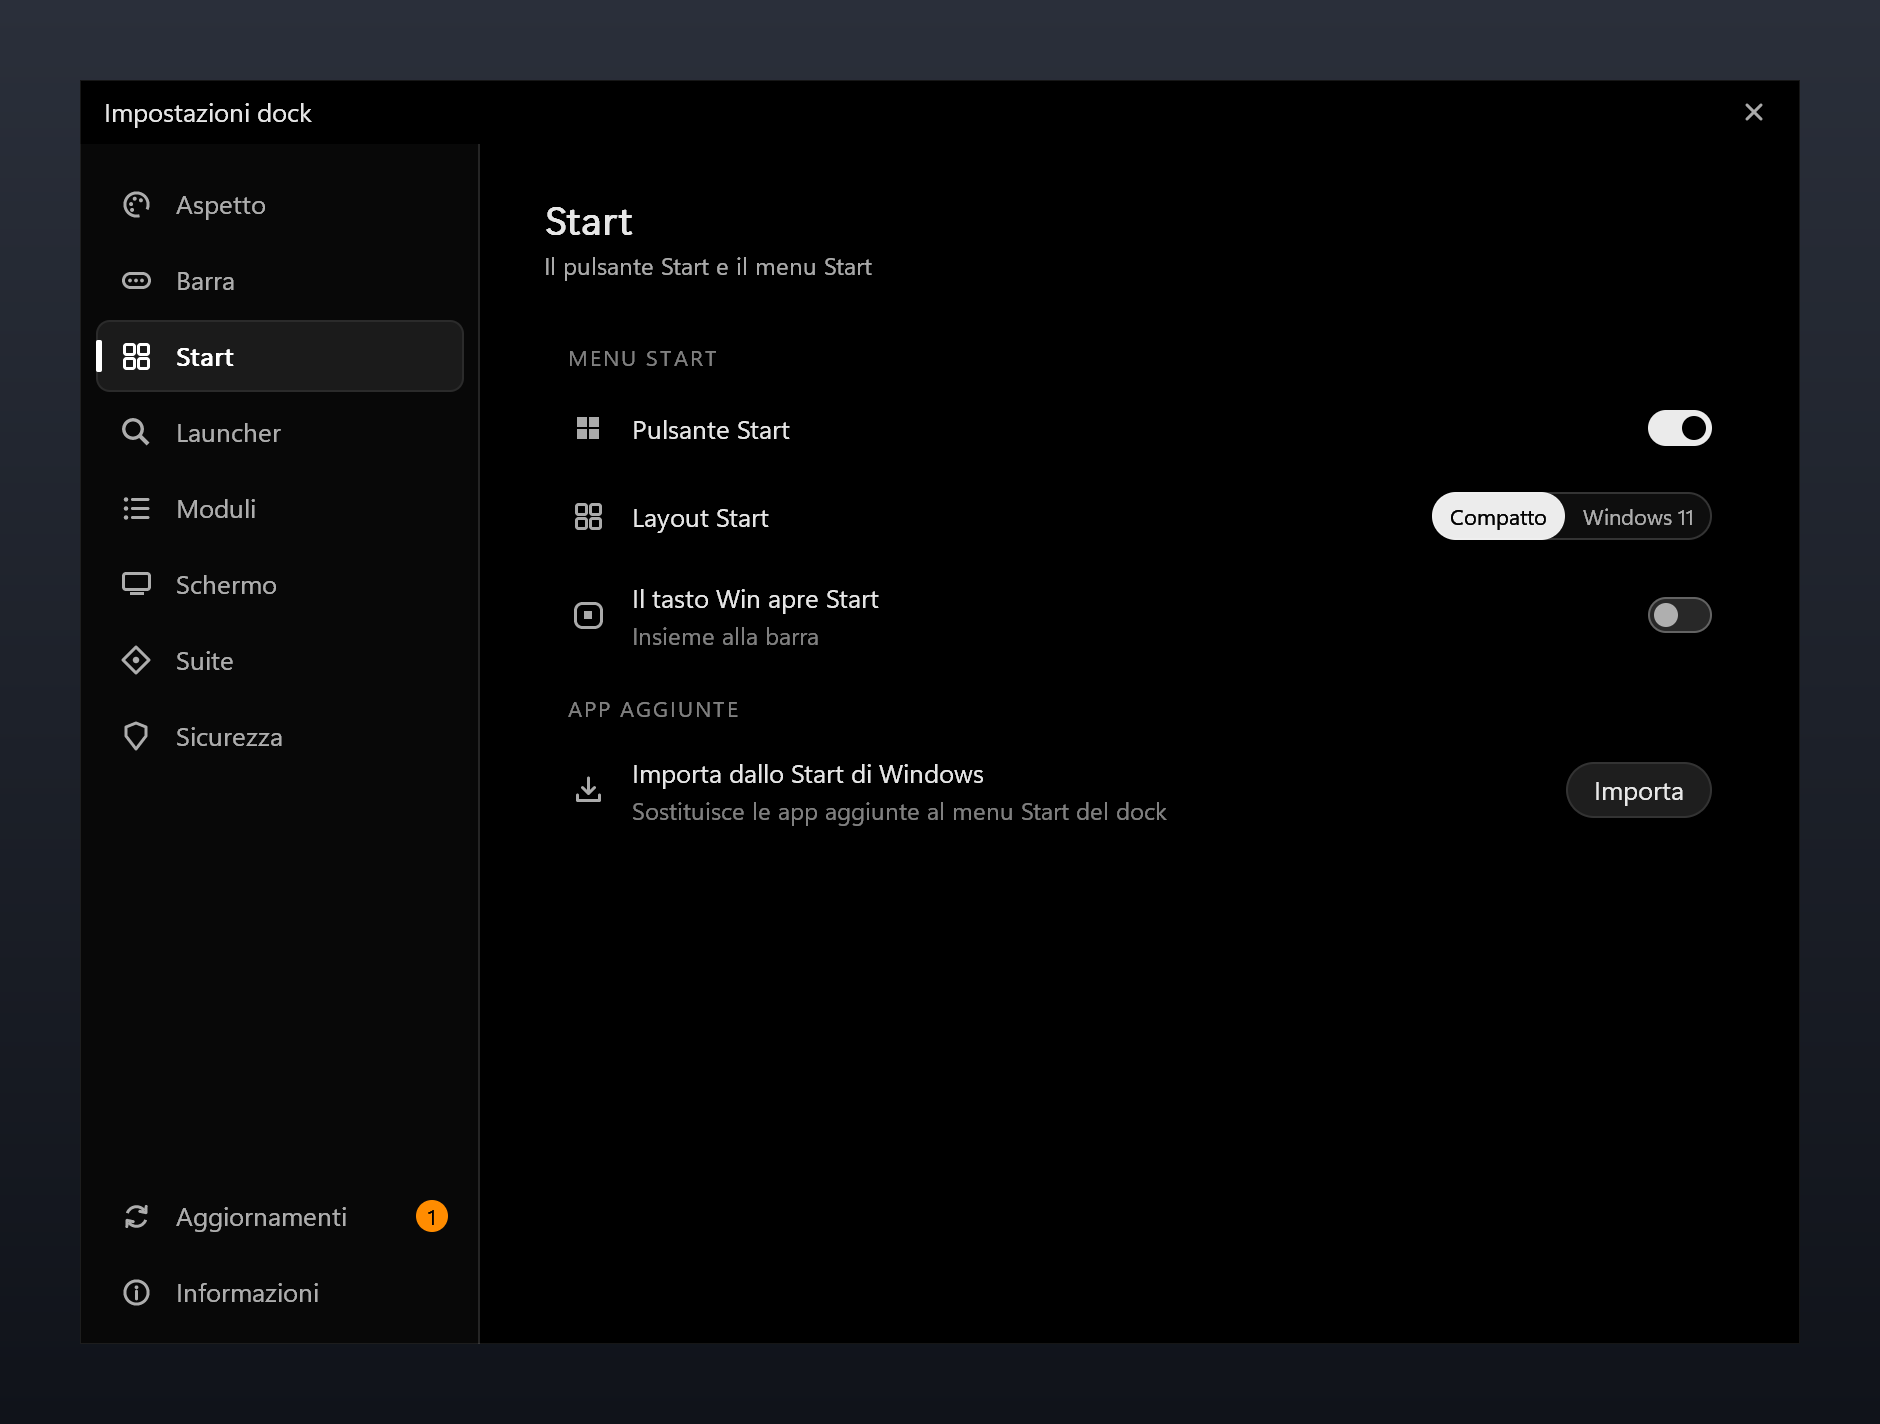 Impostazioni dock
Aspetto
Barra
Start
Launcher
Moduli
Schermo
Suite
Sicurezza
Aggiornamenti
1
Informazioni
Start
Il pulsante Start e il menu Start
MENU START
Pulsante Start
Layout Start
Compatto
Windows 11
Il tasto Win apre Start
Insieme alla barra
APP AGGIUNTE
Importa dallo Start di Windows
Sostituisce le app aggiunte al menu Start del dock
Importa